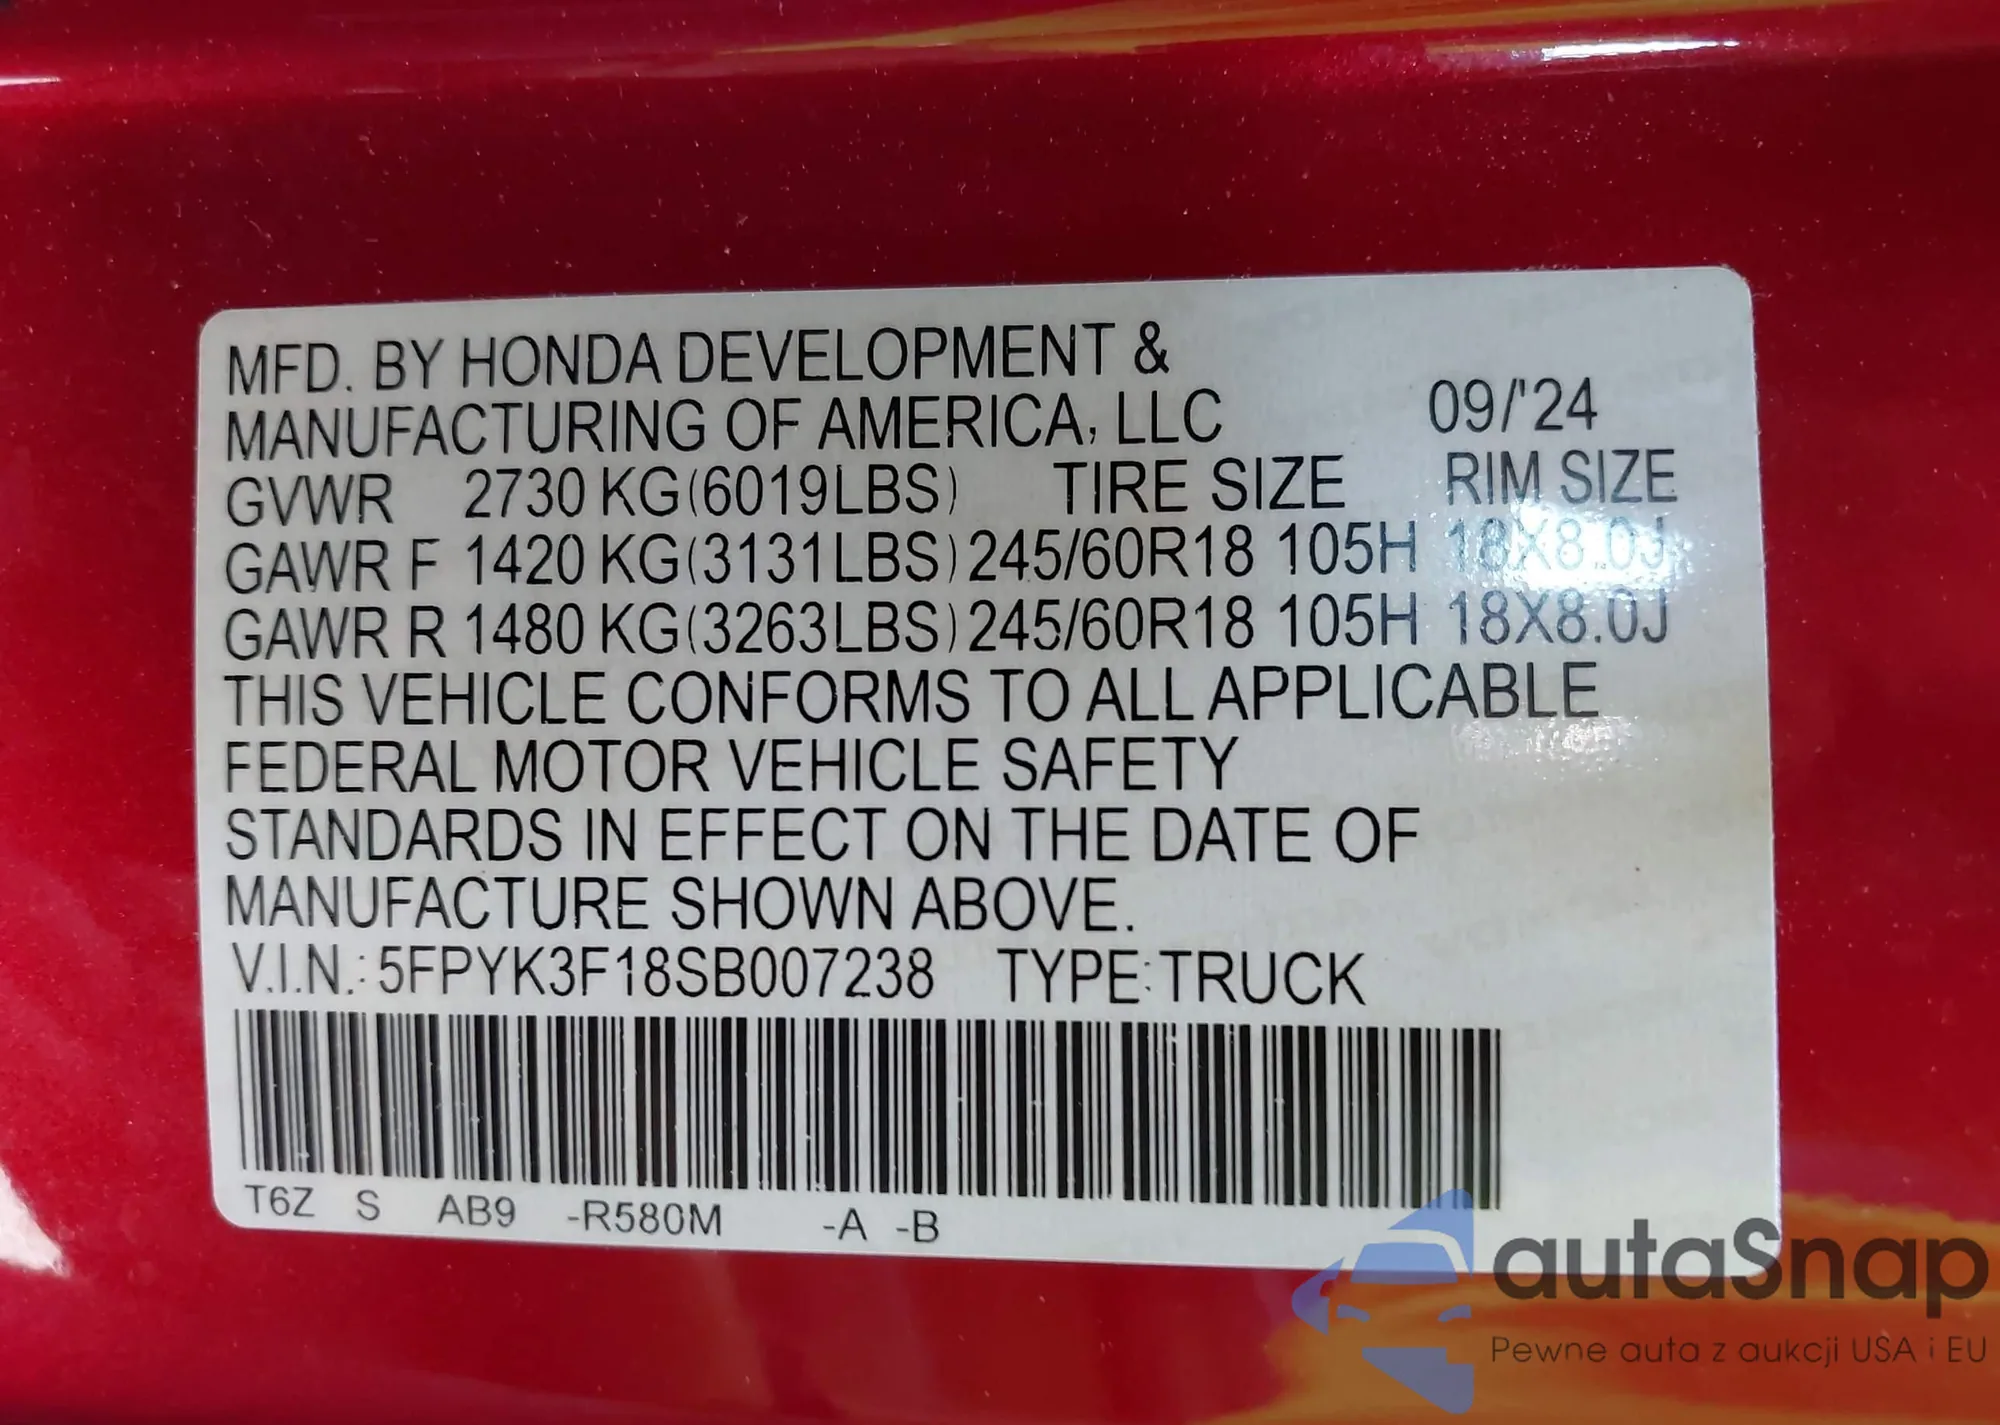 MFD. BY HONDA DEVELOPMENT &
MANUFACTURING OF AMERICA, LLC 09/'24
GVWR 2730 KG(6019LBS) TIRE SIZE RIM SIZE
GAWR F 1420 KG(3131LBS) 245/60R18 105H 18X8.0J
GAWR R 1480 KG(3263LBS) 245/60R18 105H 18X8.0J
THIS VEHICLE CONFORMS TO ALL APPLICABLE
FEDERAL MOTOR VEHICLE SAFETY
STANDARDS IN EFFECT ON THE DATE OF
MANUFACTURE SHOWN ABOVE.
V.I.N.: 5FPYK3F18SB007238 TYPE: TRUCK
T6Z S AB9 -R580M -A -B
autaSnap
Pewne auta z aukcji USA i EU